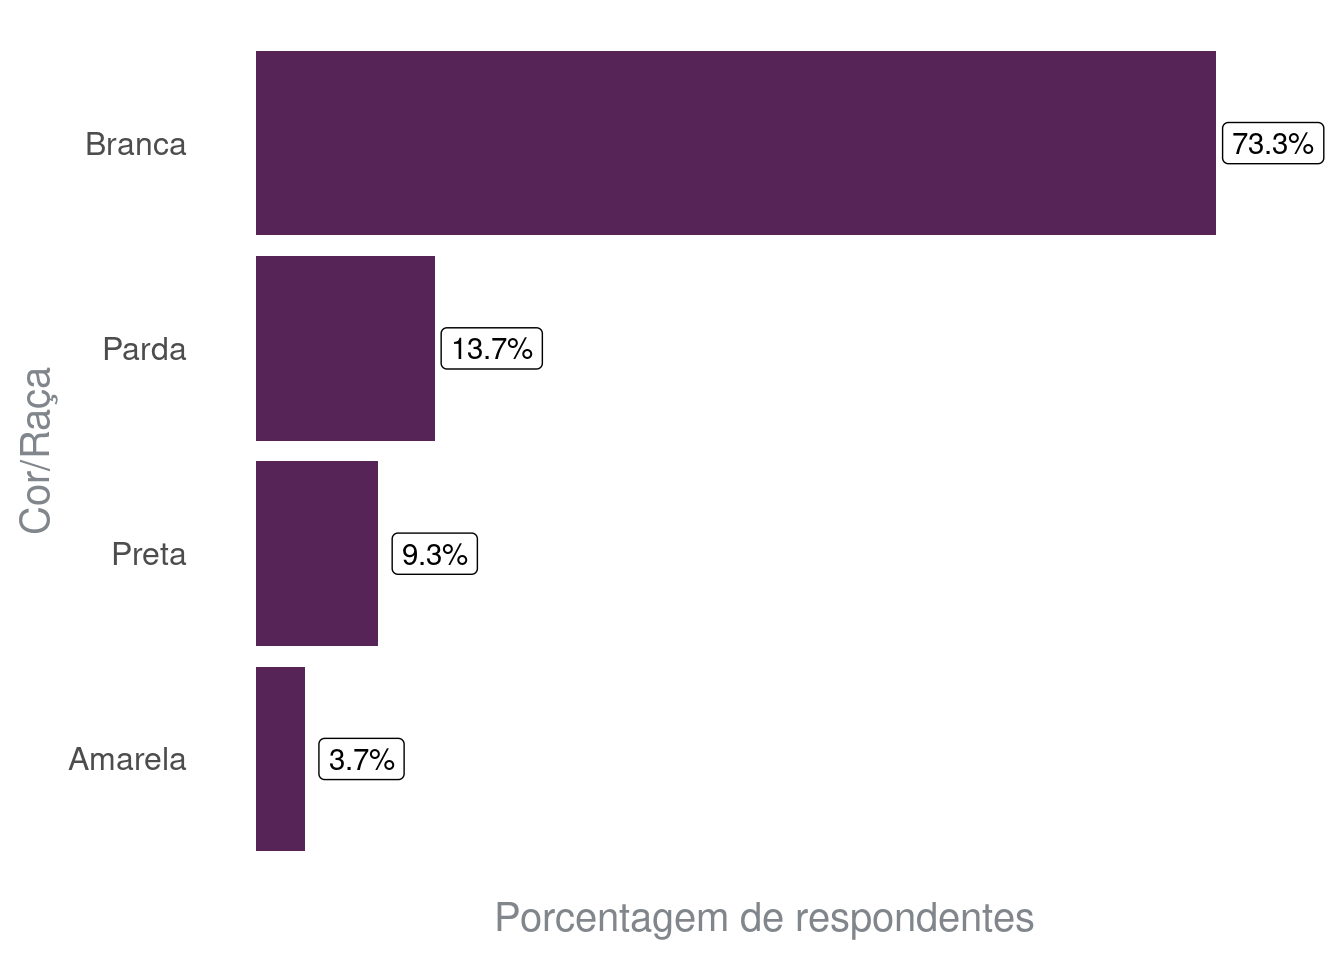 Branca
73.3%
Parda
13.7%
Preta
9.3%
Amarela
3.7%
Cor/Raça
Porcentagem de respondentes